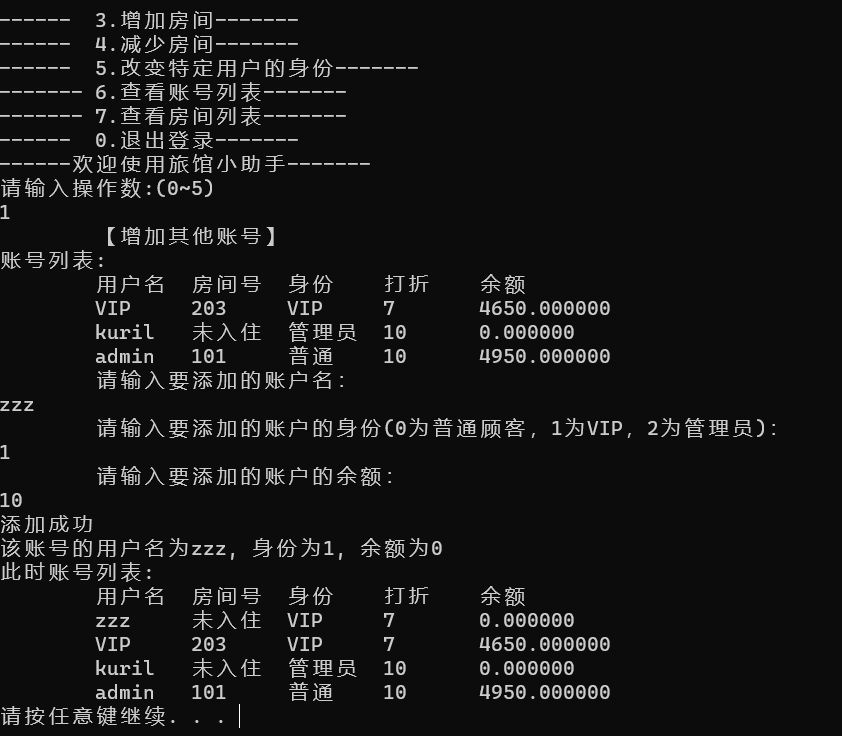 ------  3.增加房间-------
------  4.减少房间-------
------  5.改变特定用户的身份-------
------- 6.查看账号列表-------
------- 7.查看房间列表-------
------  0.退出登录-------
------欢迎使用旅馆小助手-------
请输入操作数:(0~5)
1
        【增加其他账号】
账号列表:
        用户名  房间号  身份    打折    余额
        VIP     203     VIP     7       4650.000000
        kuril   未入住  管理员  10      0.000000
        admin   101     普通    10      4950.000000
        请输入要添加的账户名:
zzz
        请输入要添加的账户的身份(0为普通顾客，1为VIP，2为管理员):
1
        请输入要添加的账户的余额:
10
添加成功
该账号的用户名为zzz，身份为1，余额为0
此时账号列表:
        用户名  房间号  身份    打折    余额
        zzz     未入住  VIP     7       0.000000
        VIP     203     VIP     7       4650.000000
        kuril   未入住  管理员  10      0.000000
        admin   101     普通    10      4950.000000
请按任意键继续. . .